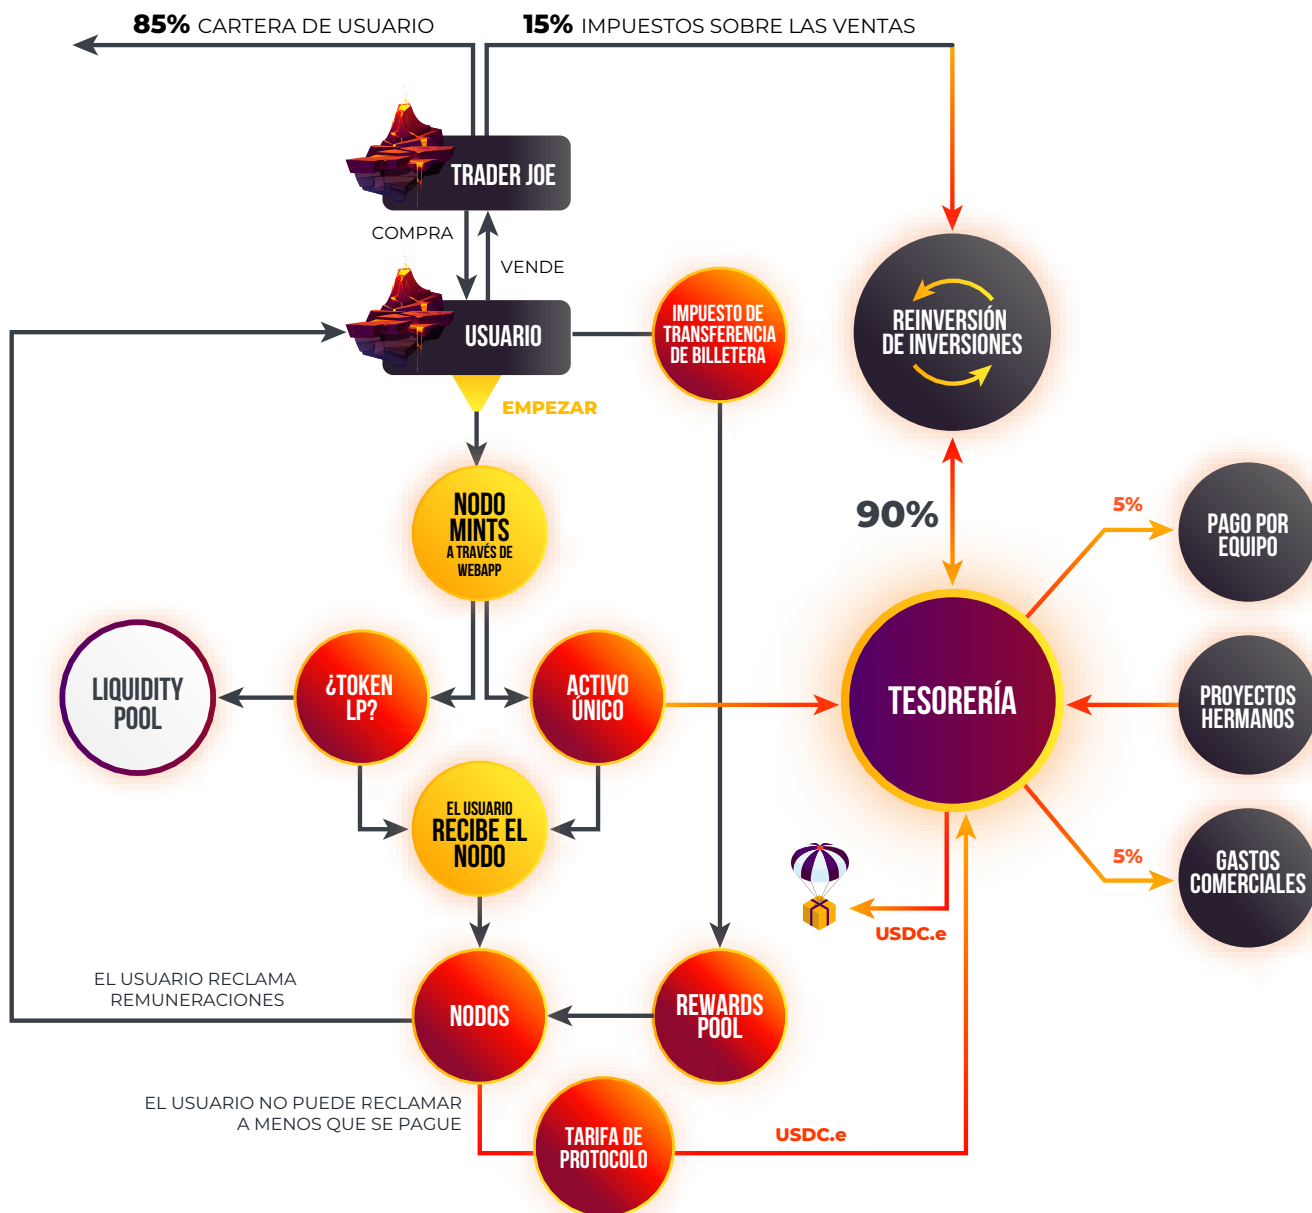 85% CARTERA DE USUARIO
15% IMPUESTOS SOBRE LAS VENTAS
TRADER JOE
COMPRA
VENDE
USUARIO
IMPUESTO DE
TRANSFERENCIA
DE BILLETERA
REINVERSIÓN
DE INVERSIONES
EMPEZAR
NODO
MINTS
A TRAVÉS DE
WEBAPP
90%
5%
PAGO POR
EQUIPO
LIQUIDITY
POOL
¿TOKEN
LP?
ACTIVO
ÚNICO
TESORERÍA
PROYECTOS
HERMANOS
EL USUARIO
RECIBE EL
NODO
5%
GASTOS
COMERCIALES
USDC.e
EL USUARIO RECLAMA
REMUNERACIONES
NODOS
REWARDS
POOL
EL USUARIO NO PUEDE RECLAMAR
A MENOS QUE SE PAGUE
TARIFA DE
PROTOCOLO
USDC.e